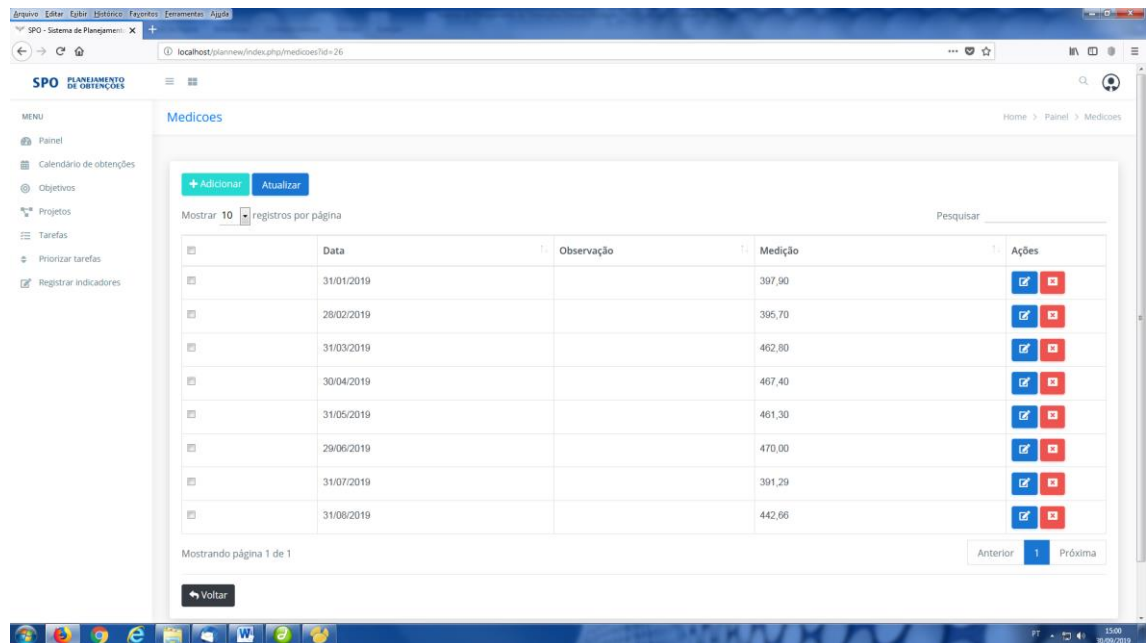 Arquivo Editar Exibir Histórico Favoritos Ferramentas Ajuda
SPO - Sistema de Planejament X +
localhost/plannew/index.php/medicoes?id=26
SPO PLANEJAMENTO DE OBTENÇÕES
MENU
Painel
Calendário de obtenções
Objetivos
Projetos
Tarefas
Priorizar tarefas
Registrar indicadores
Medicoes
Home > Painel > Medicoes
+ Adicionar Atualizar
Mostrar 10 registros por página
Pesquisar
Data Observação Medição Ações
31/01/2019 397,90
28/02/2019 395,70
31/03/2019 462,80
30/04/2019 467,40
31/05/2019 461,30
29/06/2019 470,00
31/07/2019 391,29
31/08/2019 442,66
Mostrando página 1 de 1
Anterior 1 Próxima
Voltar
PT 15:00
30/09/2019